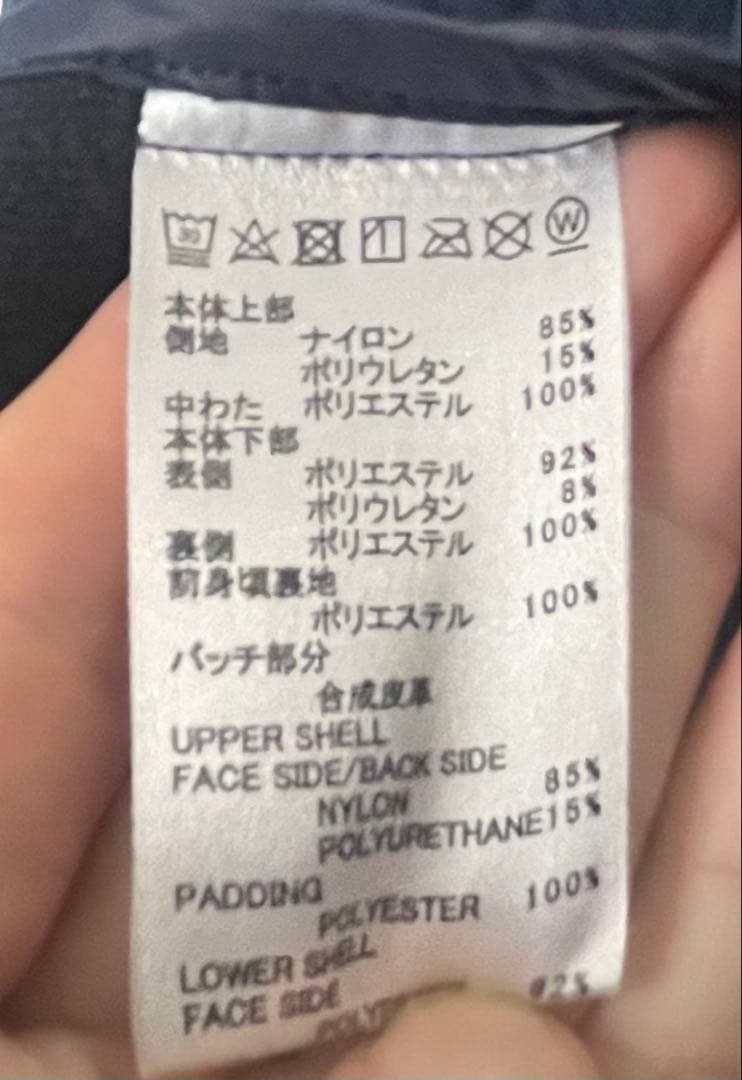 30
W
本体上部
側地 ナイロン 85%
ポリウレタン 15%
中わた ポリエステル 100%
本体下部
表側 ポリエステル 92%
ポリウレタン 8%
裏側 ポリエステル 100%
前身頃裏地
ポリエステル 100%
パッチ部分
合成皮革
UPPER SHELL
FACE SIDE/BACK SIDE
NYLON 85%
POLYURETHANE15%
PADDING
POLYESTER 100%
LOWER SHELL
FACE SIDE
92%